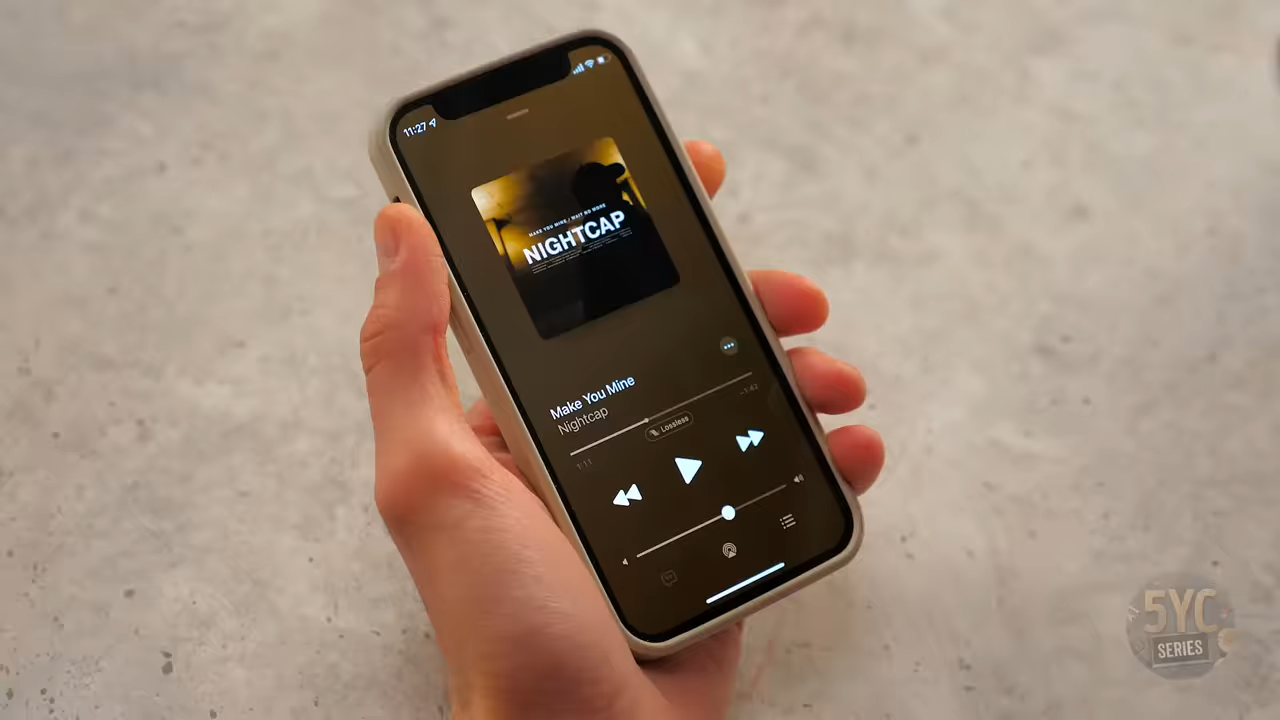 11:27
MAKE YOU MINE / WAIT NO MORE
NIGHTCAP
Make You Mine
Nightcap
1:11
-1:42
Lossless
5YC
SERIES